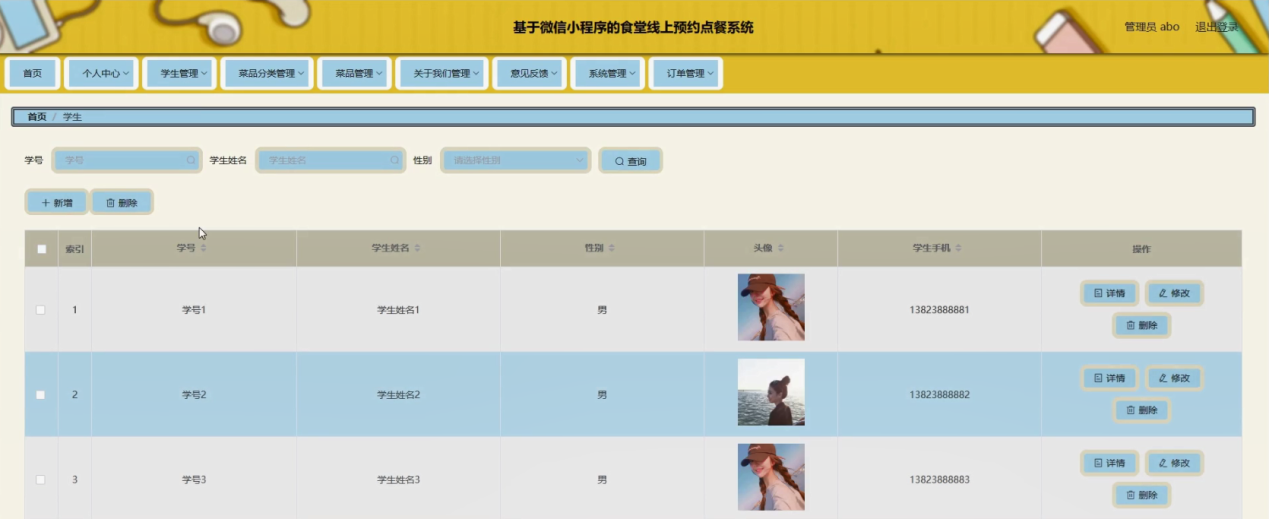 基于微信小程序的食堂线上预约点餐系统
管理员 abo 退出登录
首页 个人中心 学生管理 菜品分类管理 菜品管理 关于我们管理 意见反馈 系统管理 订单管理
首页 / 学生
学号 学号 学生姓名 学生姓名 性别 请选择性别 查询
新增 删除
索引 学号 学生姓名 性别 头像 学生手机 操作
1 学号1 学生姓名1 男 13823888881 详情 修改
删除
2 学号2 学生姓名2 男 13823888882 详情 修改
删除
3 学号3 学生姓名3 男 13823888883 详情 修改
删除